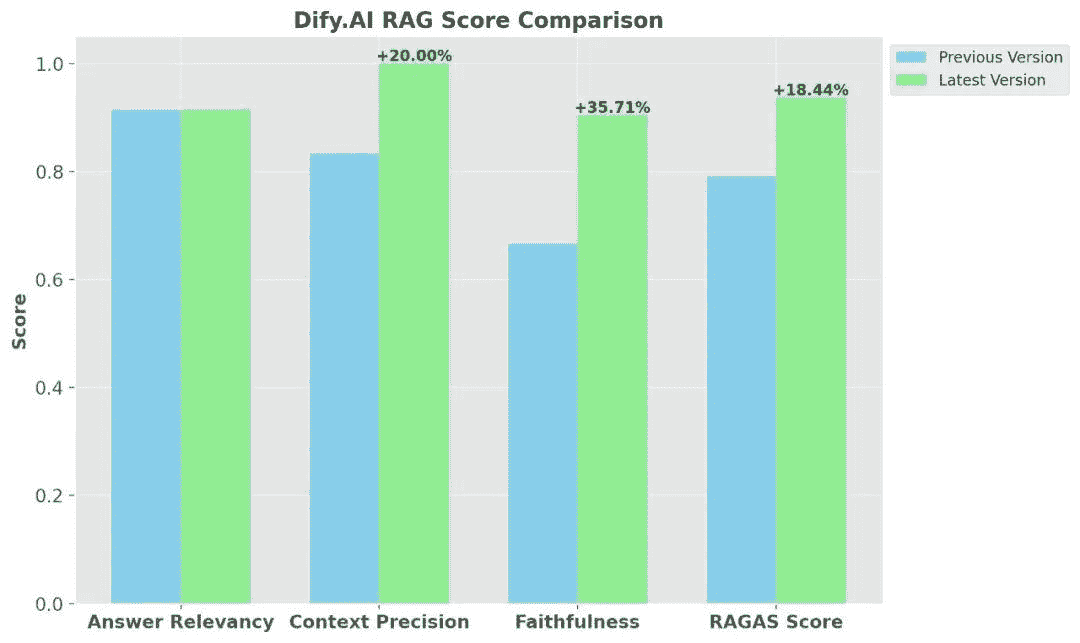 Dify.AI RAG Score Comparison
+20.00%
+35.71%
+18.44%
Previous Version
Latest Version
Score
1.0
0.8
0.6
0.4
0.2
0.0
Answer Relevancy
Context Precision
Faithfulness
RAGAS Score